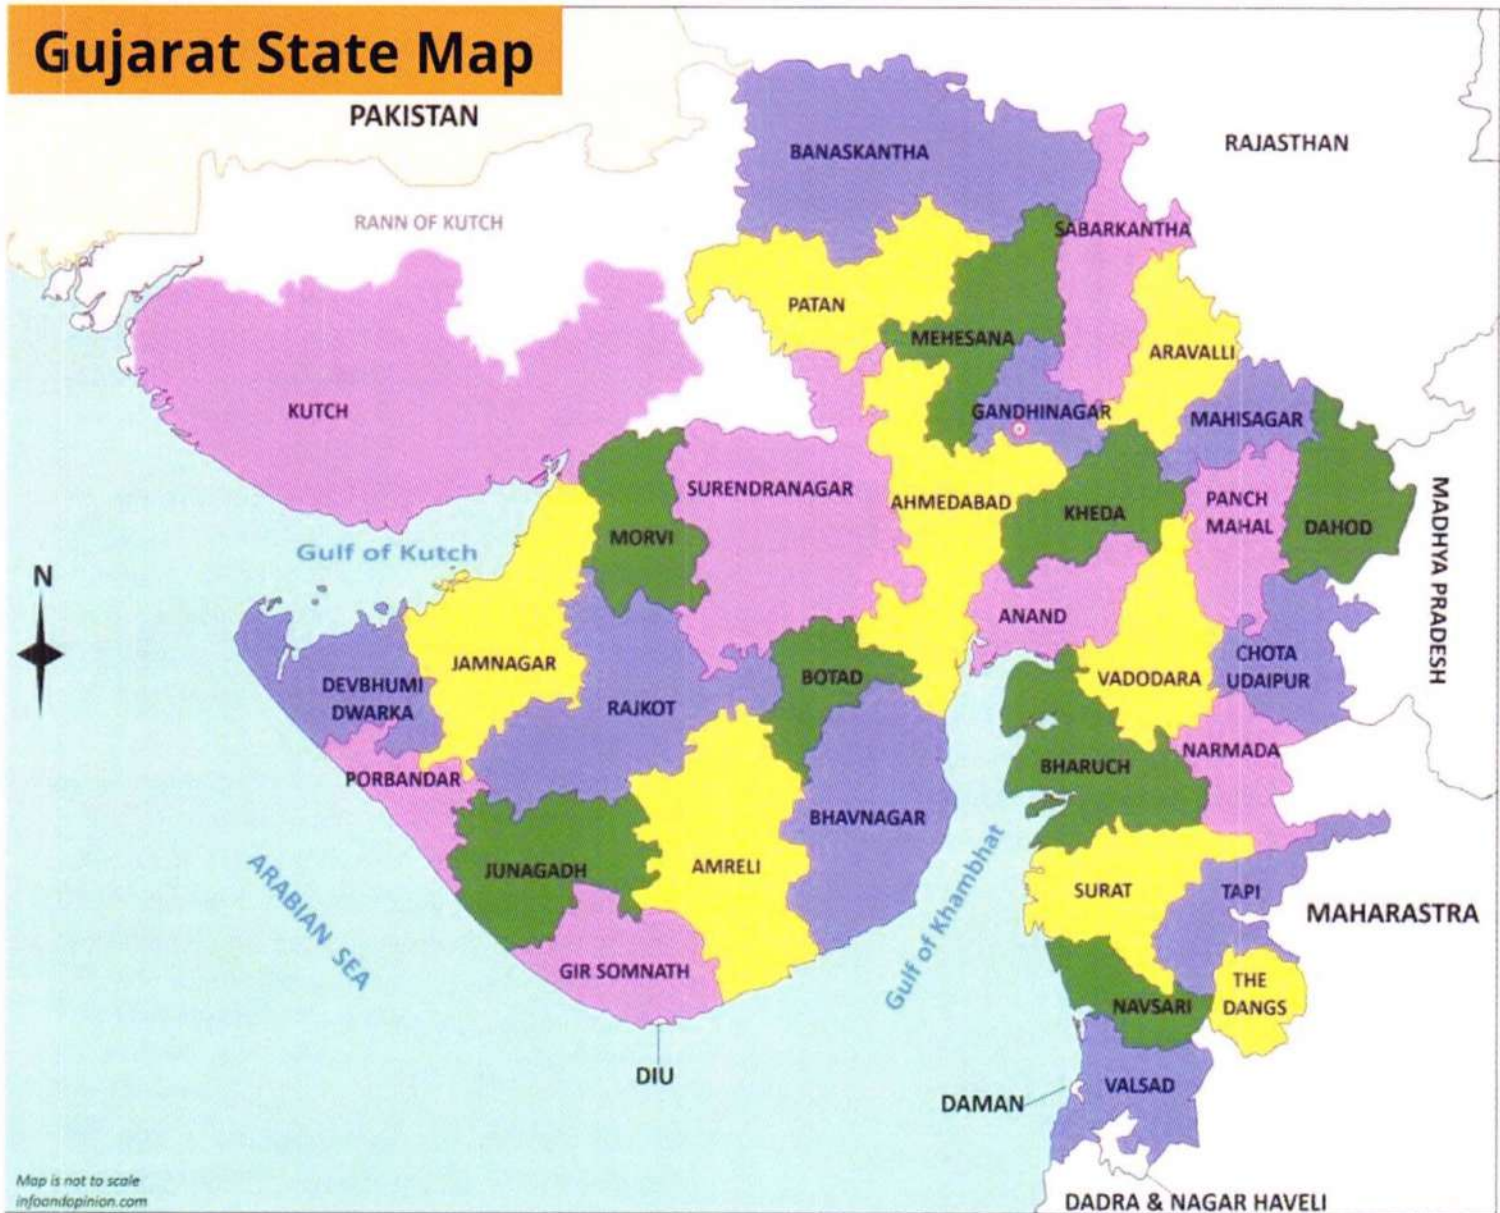 Gujarat State Map
PAKISTAN
RAJASTHAN
BANASKANTHA
RANN OF KUTCH
SABARKANTHA
PATAN
MEHESANA
ARAVALLI
KUTCH
GANDHINAGAR
MAHISAGAR
SURENDRANAGAR
AHMEDABAD
KHEDA
PANCH
MAHAL
DAHOD
MADHYA PRADESH
MORVI
Gulf of Kutch
N
ANAND
JAMNAGAR
BOTAD
VADODARA
CHOTA
UDAIPUR
DEVBHUMI
DWARKA
RAJKOT
NARMADA
PORBANDAR
BHARUCH
BHAVNAGAR
JUNAGADH
AMRELI
SURAT
TAPI
MAHARASTRA
ARABIAN SEA
Gulf of Khambhat
GIR SOMNATH
THE
DANGS
NAVSARI
DIU
VALSAD
DAMAN
Map is not to scale
infoandopinion.com
DADRA & NAGAR HAVELI